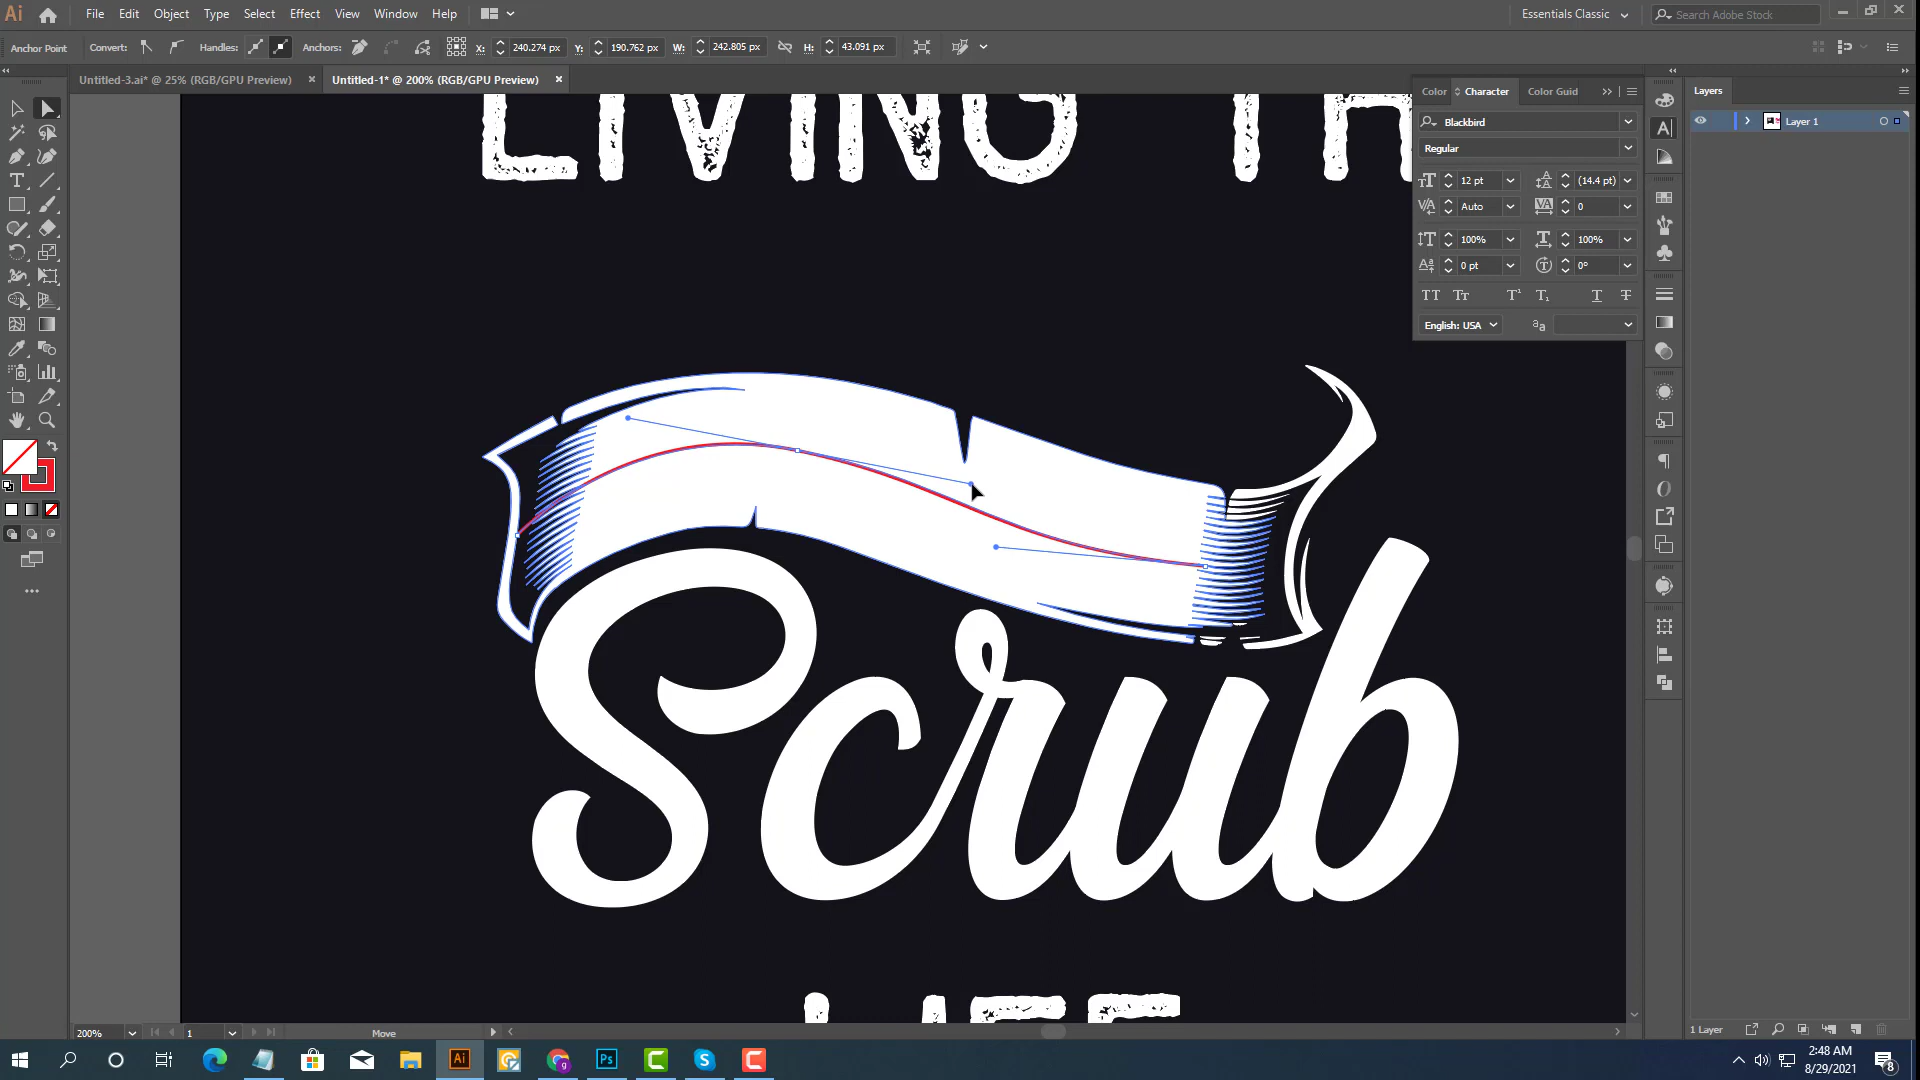 Ai File Edit Object Type Select Effect View Window Help Essentials Classic Search Adobe Stock
Anchor Point Convert: Handles: Anchors: X: 240.274 px Y: 190.762 px W: 242.805 px H: 43.091 px
Untitled-3.ai* @ 25% (RGB/GPU Preview) × Untitled-1* @ 200% (RGB/GPU Preview) ×
Color Character Color Guid
Blackbird
Regular
12 pt (14.4 pt)
Auto 0
100% 100%
0 pt 0°
English: USA
Layers
Layer 1
LIVING
Scrub
200% 1 Move
1 Layer
2:48 AM
8/29/2021
8